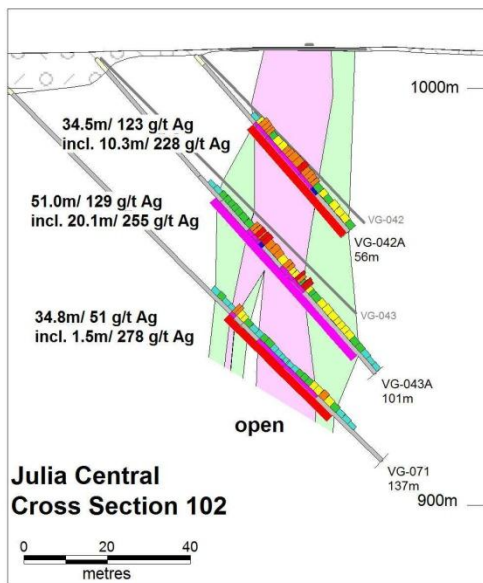 1000m
34.5m/ 123 g/t Ag
incl. 10.3m/ 228 g/t Ag
51.0m/ 129 g/t Ag
incl. 20.1m/ 255 g/t Ag
VG-042
VG-042A
56m
34.8m/ 51 g/t Ag
incl. 1.5m/ 278 g/t Ag
VG-043
VG-043A
101m
open
VG-071
137m
Julia Central
Cross Section 102
900m
0 20 40
metres